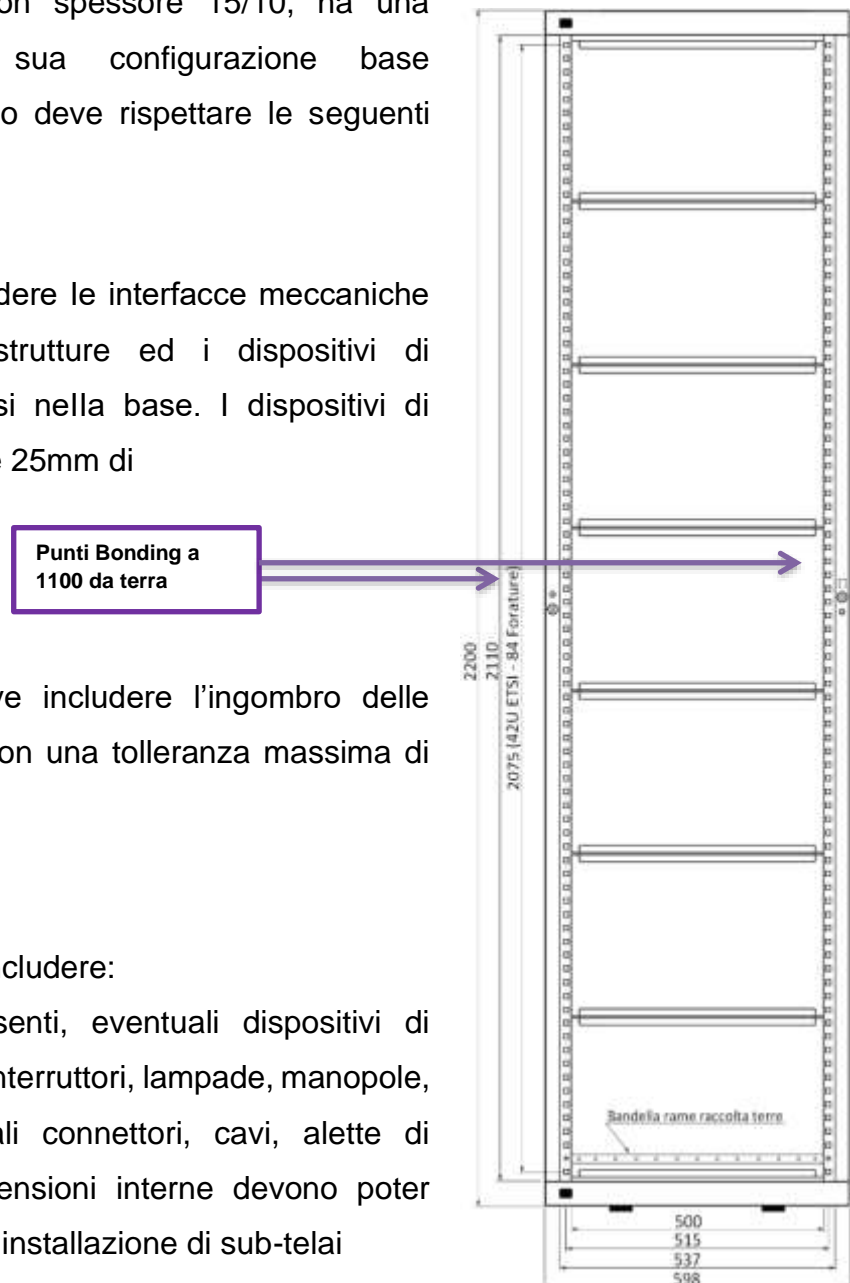 on spessore 15/10, ha una
sua configurazione base
o deve rispettare le seguenti
dere le interfacce meccaniche
strutture ed i dispositivi di
si nella base. I dispositivi di
e 25mm di
Punti Bonding a
1100 da terra
ve includere l’ingombro delle
on una tolleranza massima di
cludere:
senti, eventuali dispositivi di
nterruttori, lampade, manopole,
ali connettori, cavi, alette di
ensioni interne devono poter
installazione di sub-telai
2200
2110
2075 (42U ETSI - 84 Forature)
Bandella rame raccolta terre
500
515
537
598